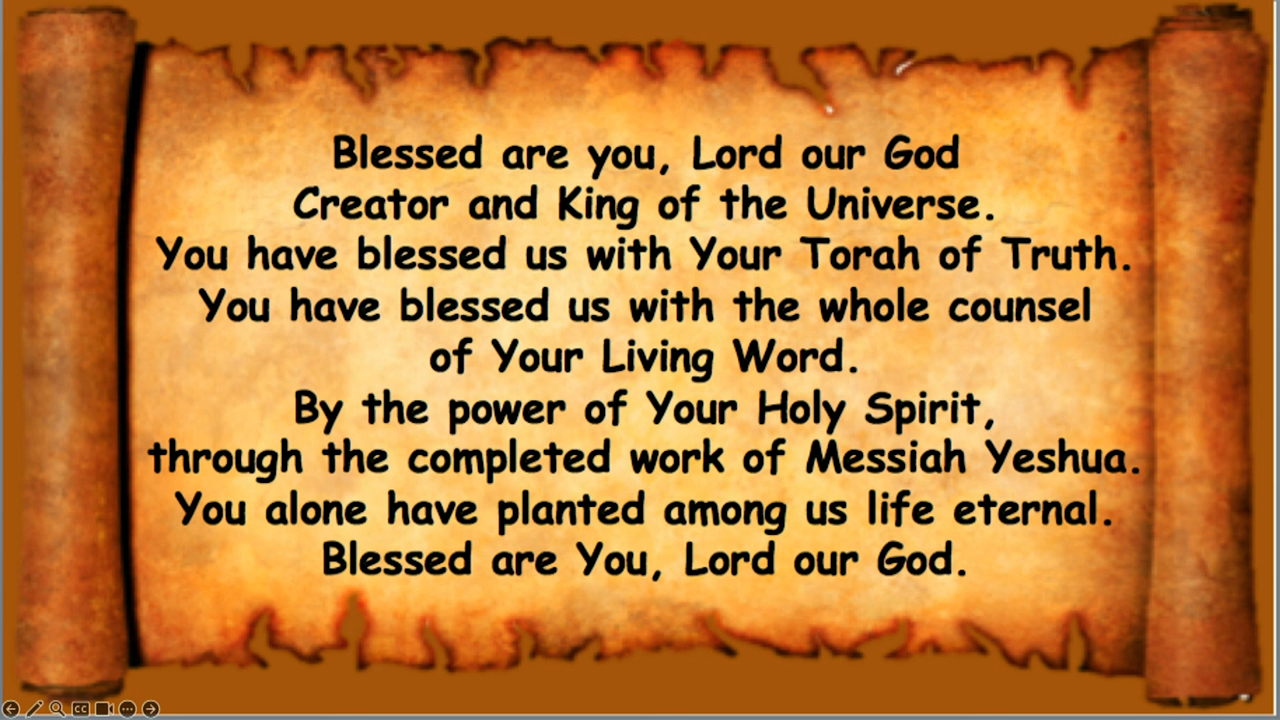 Blessed are you, Lord our God
Creator and King of the Universe.
You have blessed us with Your Torah of Truth.
You have blessed us with the whole counsel
of Your Living Word.
By the power of Your Holy Spirit,
through the completed work of Messiah Yeshua.
You alone have planted among us life eternal.
Blessed are You, Lord our God.
CC